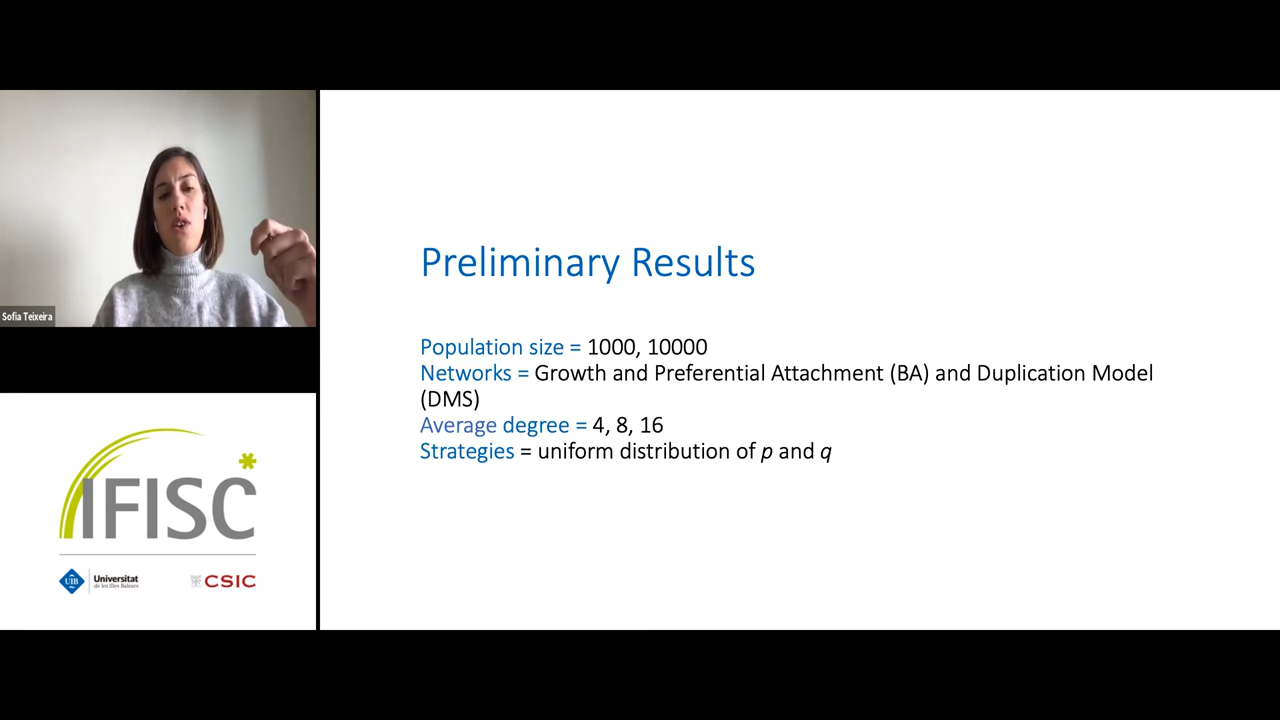 Sofia Teixeira
Preliminary Results
Population size = 1000, 10000
Networks = Growth and Preferential Attachment (BA) and Duplication Model
(DMS)
Average degree = 4, 8, 16
Strategies = uniform distribution of p and q
IFISC
UIB
Universitat
de les Illes Balears
CSIC